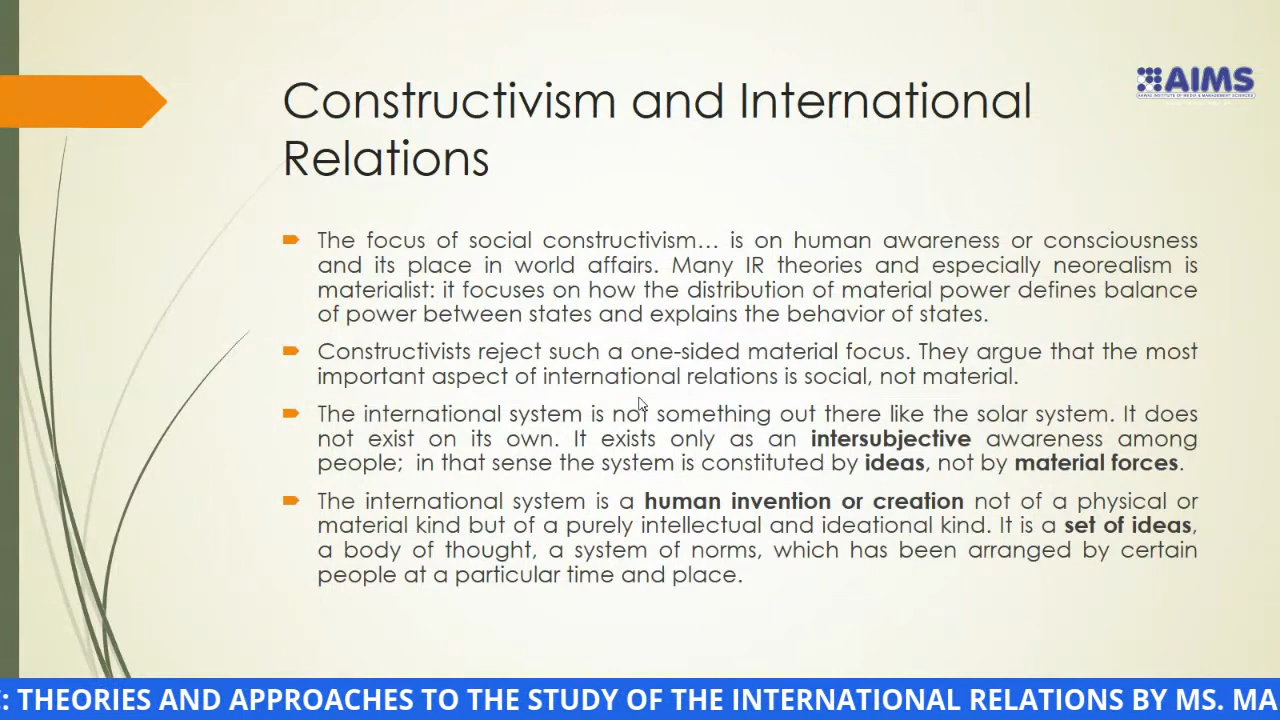 Constructivism and International
Relations
AIMS
The focus of social constructivism… is on human awareness or consciousness
and its place in world affairs. Many IR theories and especially neorealism is
materialist: it focuses on how the distribution of material power defines balance
of power between states and explains the behavior of states.
Constructivists reject such a one-sided material focus. They argue that the most
important aspect of international relations is social, not material.
The international system is not something out there like the solar system. It does
not exist on its own. It exists only as an intersubjective awareness among
people;  in that sense the system is constituted by ideas, not by material forces.
The international system is a human invention or creation not of a physical or
material kind but of a purely intellectual and ideational kind. It is a set of ideas,
a body of thought, a system of norms, which has been arranged by certain
people at a particular time and place.
: THEORIES AND APPROACHES TO THE STUDY OF THE INTERNATIONAL RELATIONS BY MS. MA